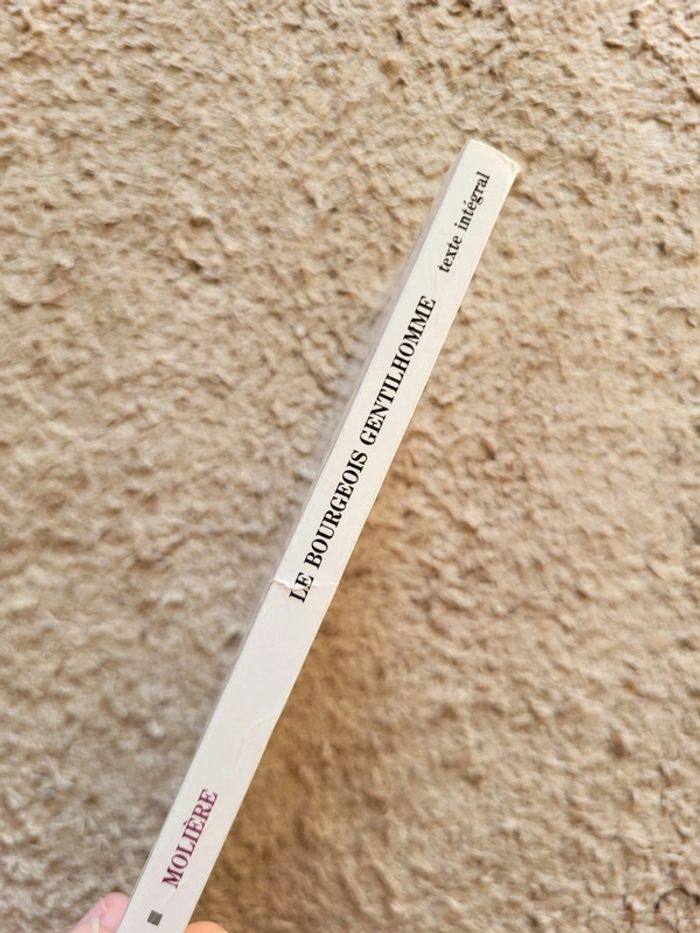 MOLIÈRE
LE BOURGEOIS GENTILHOMME
texte intégral